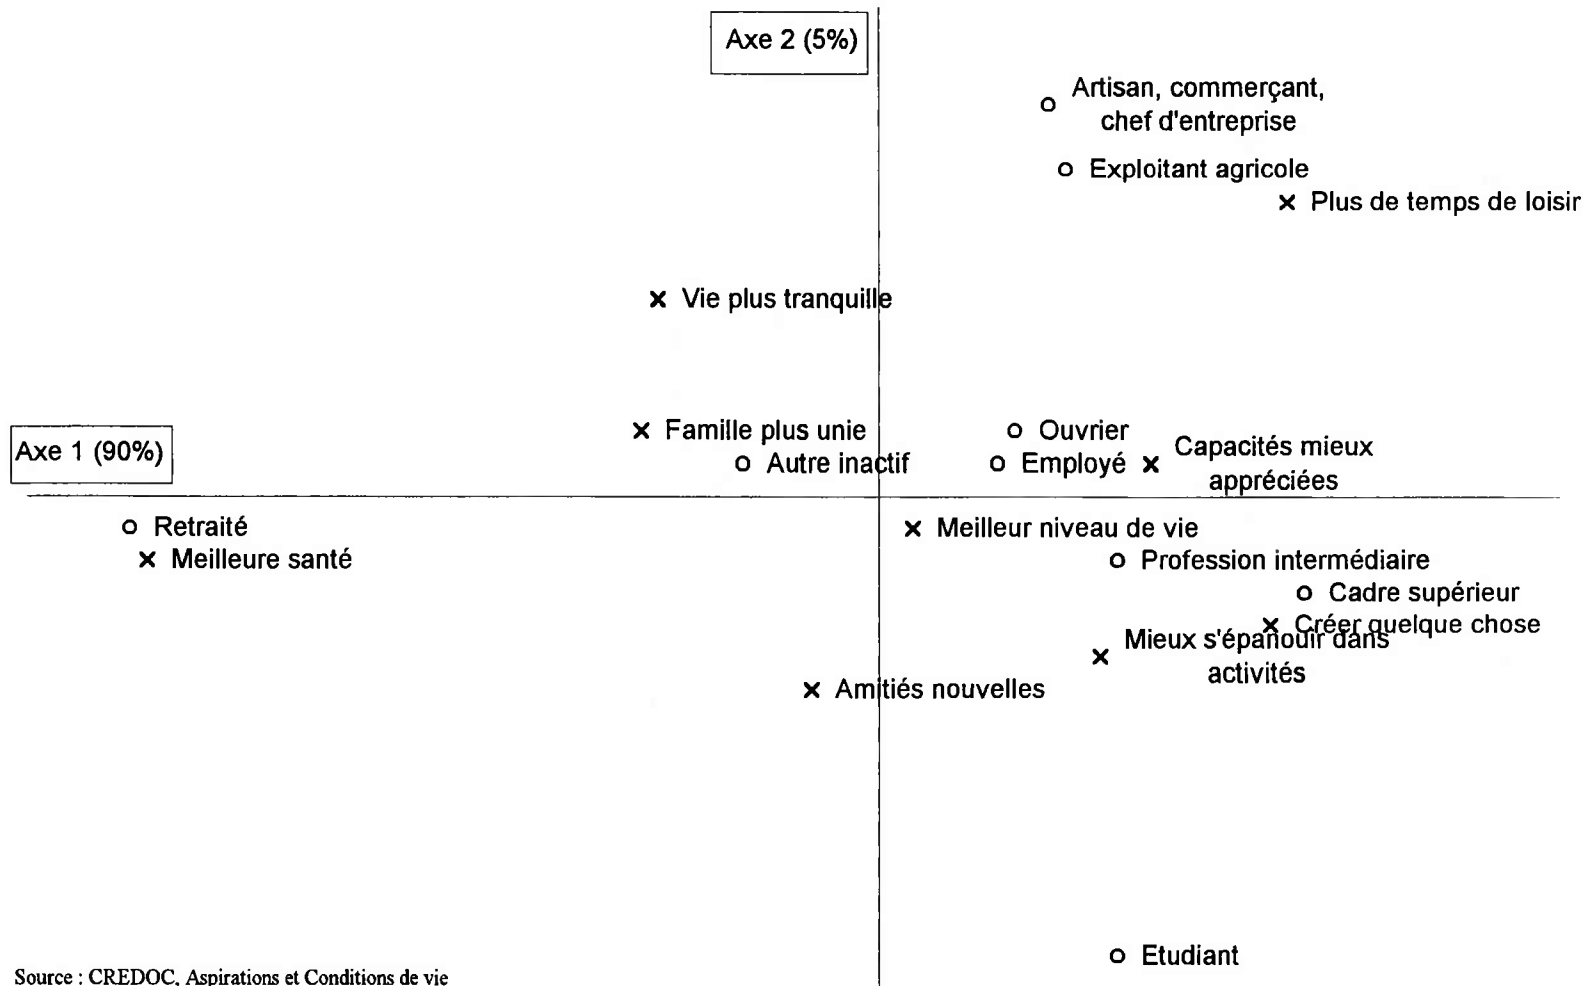 Axe 2 (5%)
Artisan, commerçant,
chef d'entreprise
Exploitant agricole
Plus de temps de loisir
Vie plus tranquille
Famille plus unie
Ouvrier
Axe 1 (90%)
Autre inactif
Employé
Capacités mieux
appréciées
Retraité
Meilleur niveau de vie
Meilleure santé
Profession intermédiaire
Cadre supérieur
Créer quelque chose
Mieux s'épanouir dans
activités
Amitiés nouvelles
Etudiant
Source : CREDOC, Aspirations et Conditions de vie